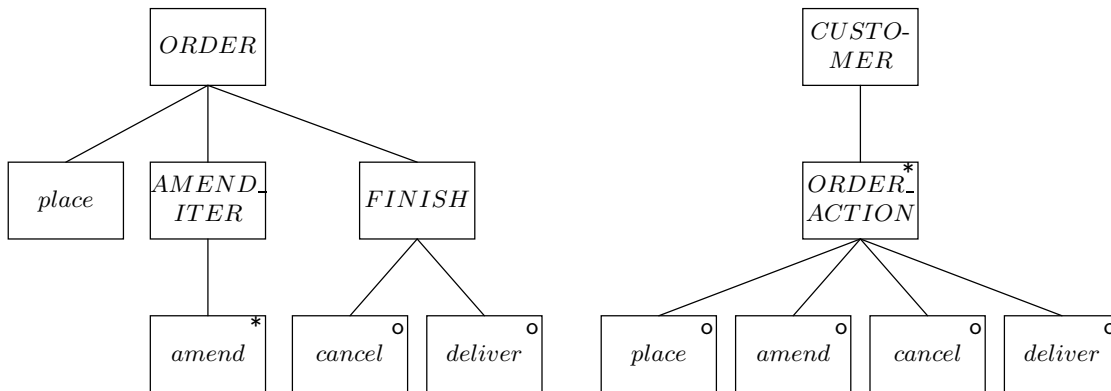 ORDER
CUSTO-
MER
place
AMEND_
ITER
FINISH
*
ORDER_
ACTION
*
amend
o
cancel
o
deliver
o
place
o
amend
o
cancel
o
deliver